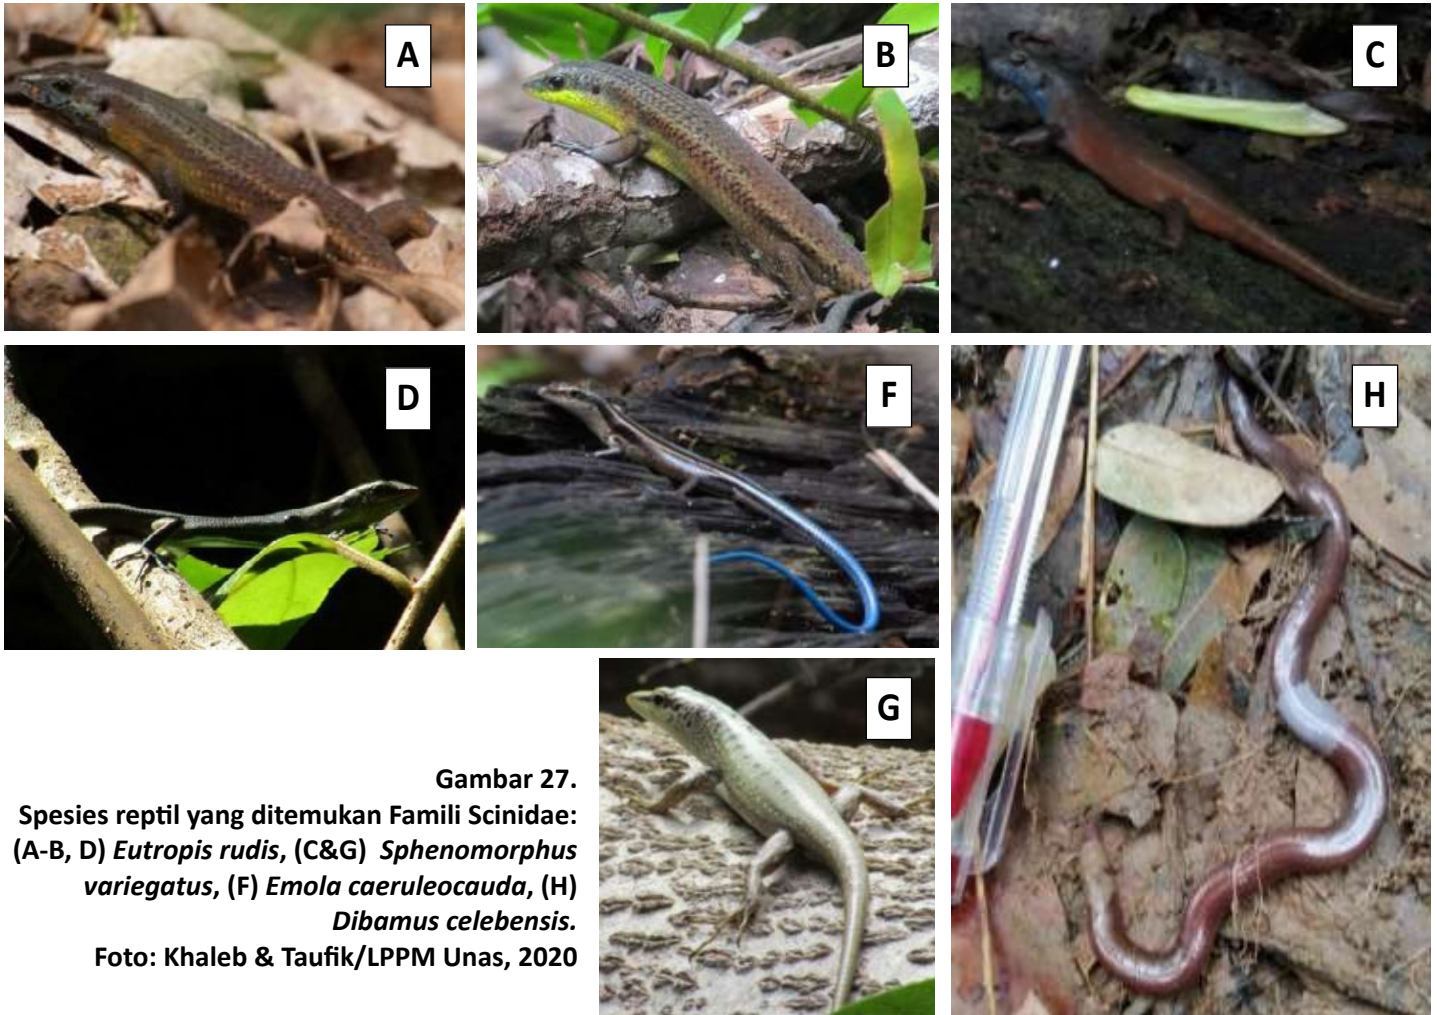 A
B
C
D
F
H
G
Gambar 27.
Spesies reptil yang ditemukan Famili Scinidae:
(A-B, D) Eutropis rudis, (C&G) Sphenomorphus
variegatus, (F) Emola caeruleocauda, (H)
Dibamus celebensis.
Foto: Khaleb & Taufik/LPPM Unas, 2020